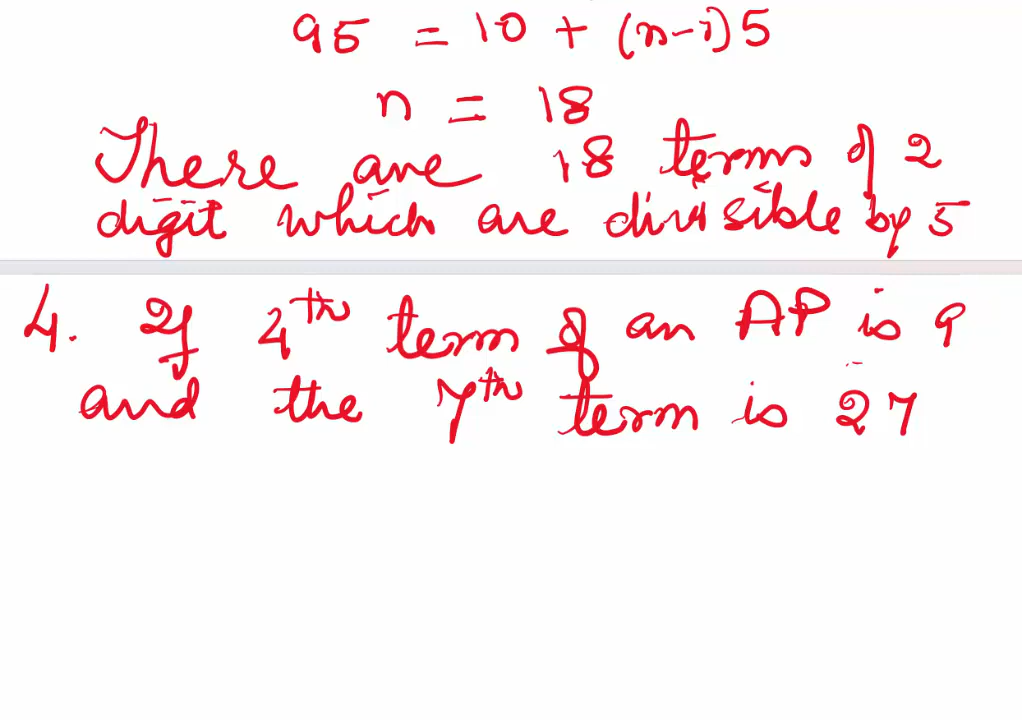 95 = 10 + (n-1)5
n = 18
There are 18 terms of 2
digit which are divisible by 5
4. If 4th term of an AP is 9
and the 7th term is 27